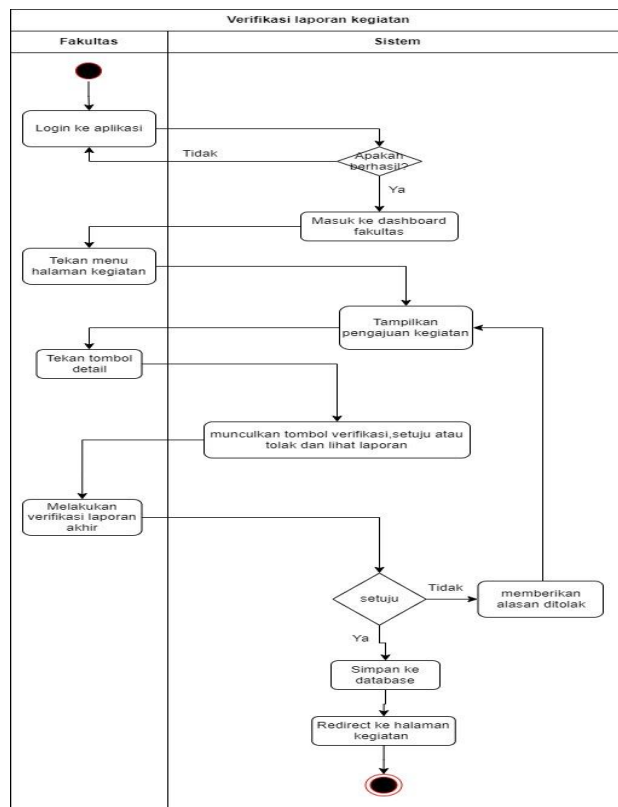 Verifikasi laporan kegiatan
Fakultas
Sistem
Login ke aplikasi
Tidak
Apakah
berhasil?
Ya
Masuk ke dashboard
fakultas
Tekan menu
halaman kegiatan
Tampilkan
pengajuan kegiatan
Tekan tombol
detail
munculkan tombol verifikasi,setuju atau
tolak dan lihat laporan
Melakukan
verifikasi laporan
akhir
setuju
Tidak
memberikan
alasan ditolak
Ya
Simpan ke
database
Redirect ke halaman
kegiatan